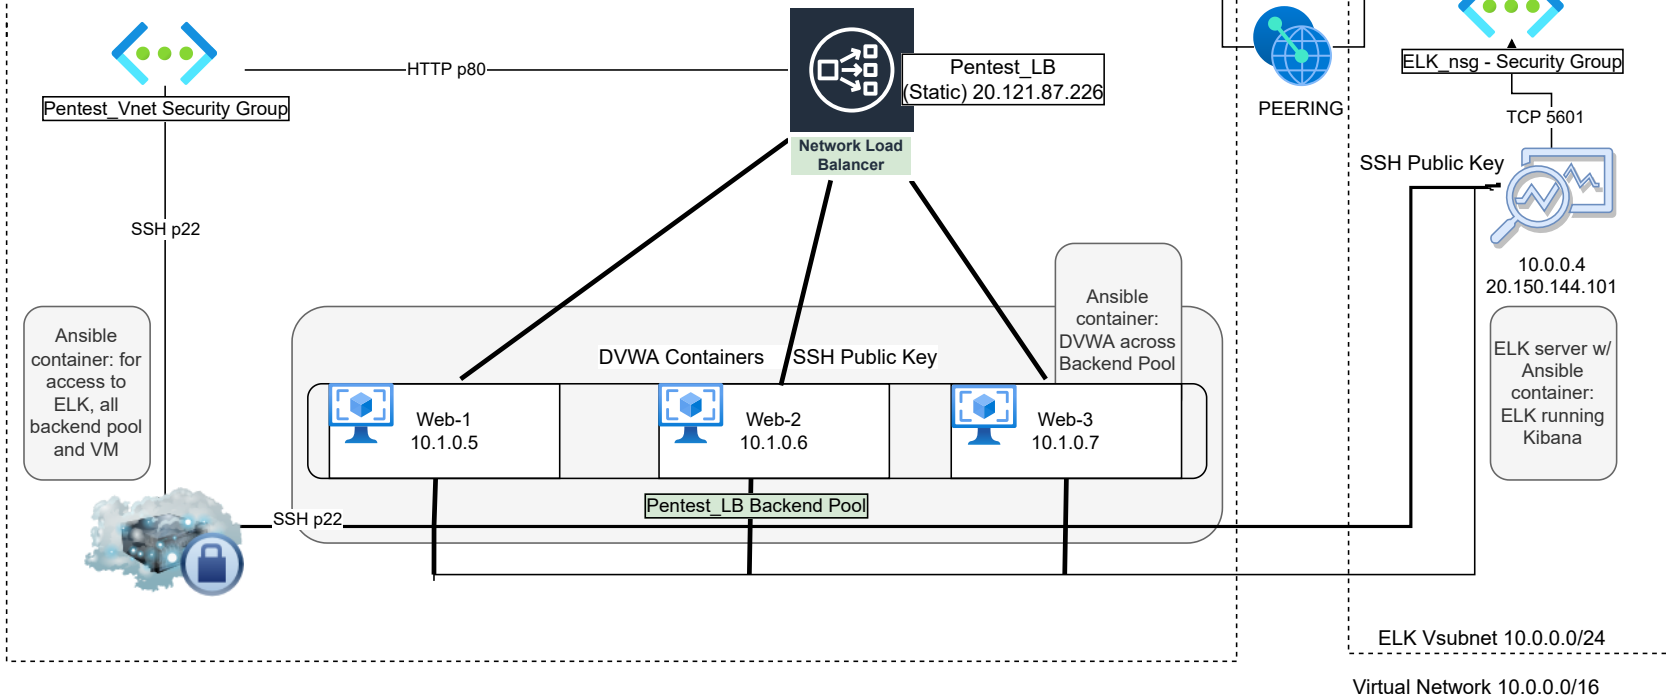 HTTP p80
Pentest_Vnet Security Group
Pentest_LB
(Static) 20.121.87.226
Network Load
Balancer
PEERING
ELK_nsg - Security Group
TCP 5601
SSH Public Key
10.0.0.4
20.150.144.101
SSH p22
Ansible
container: for
access to
ELK, all
backend pool
and VM
Ansible
container:
DVWA across
Backend Pool
DVWA Containers
SSH Public Key
Web-1
10.1.0.5
Web-2
10.1.0.6
Web-3
10.1.0.7
ELK server w/
Ansible
container:
ELK running
Kibana
Pentest_LB Backend Pool
SSH p22
ELK Vsubnet 10.0.0.0/24
Virtual Network 10.0.0.0/16